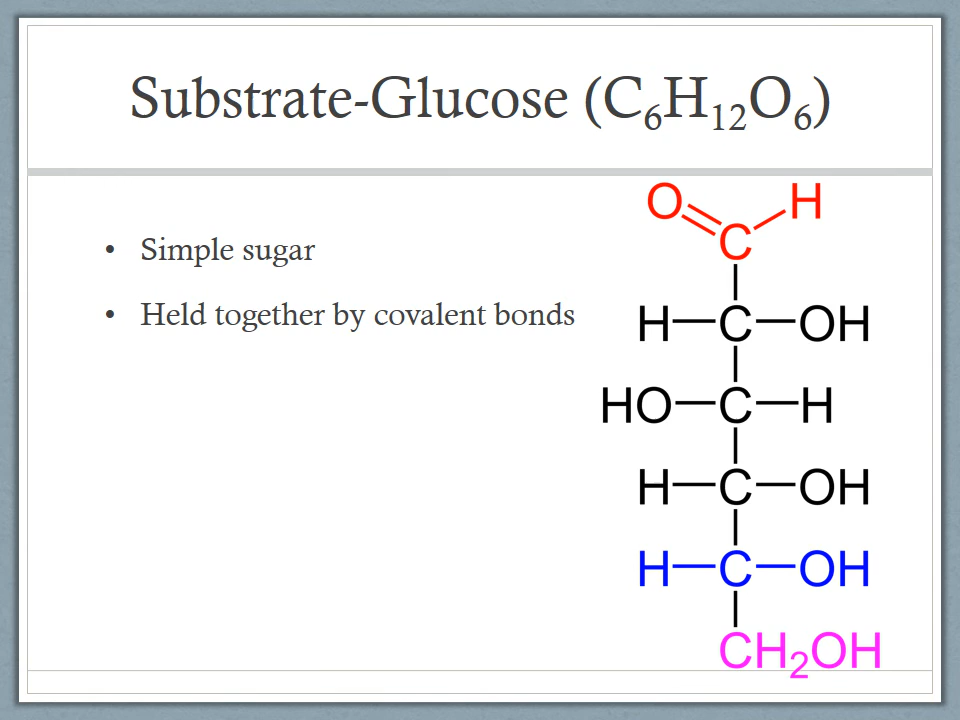 Substrate-Glucose (C₆H₁₂O₆)
• Simple sugar
• Held together by covalent bonds
O H
C
H C OH
HO C H
H C OH
H C OH
CH₂OH